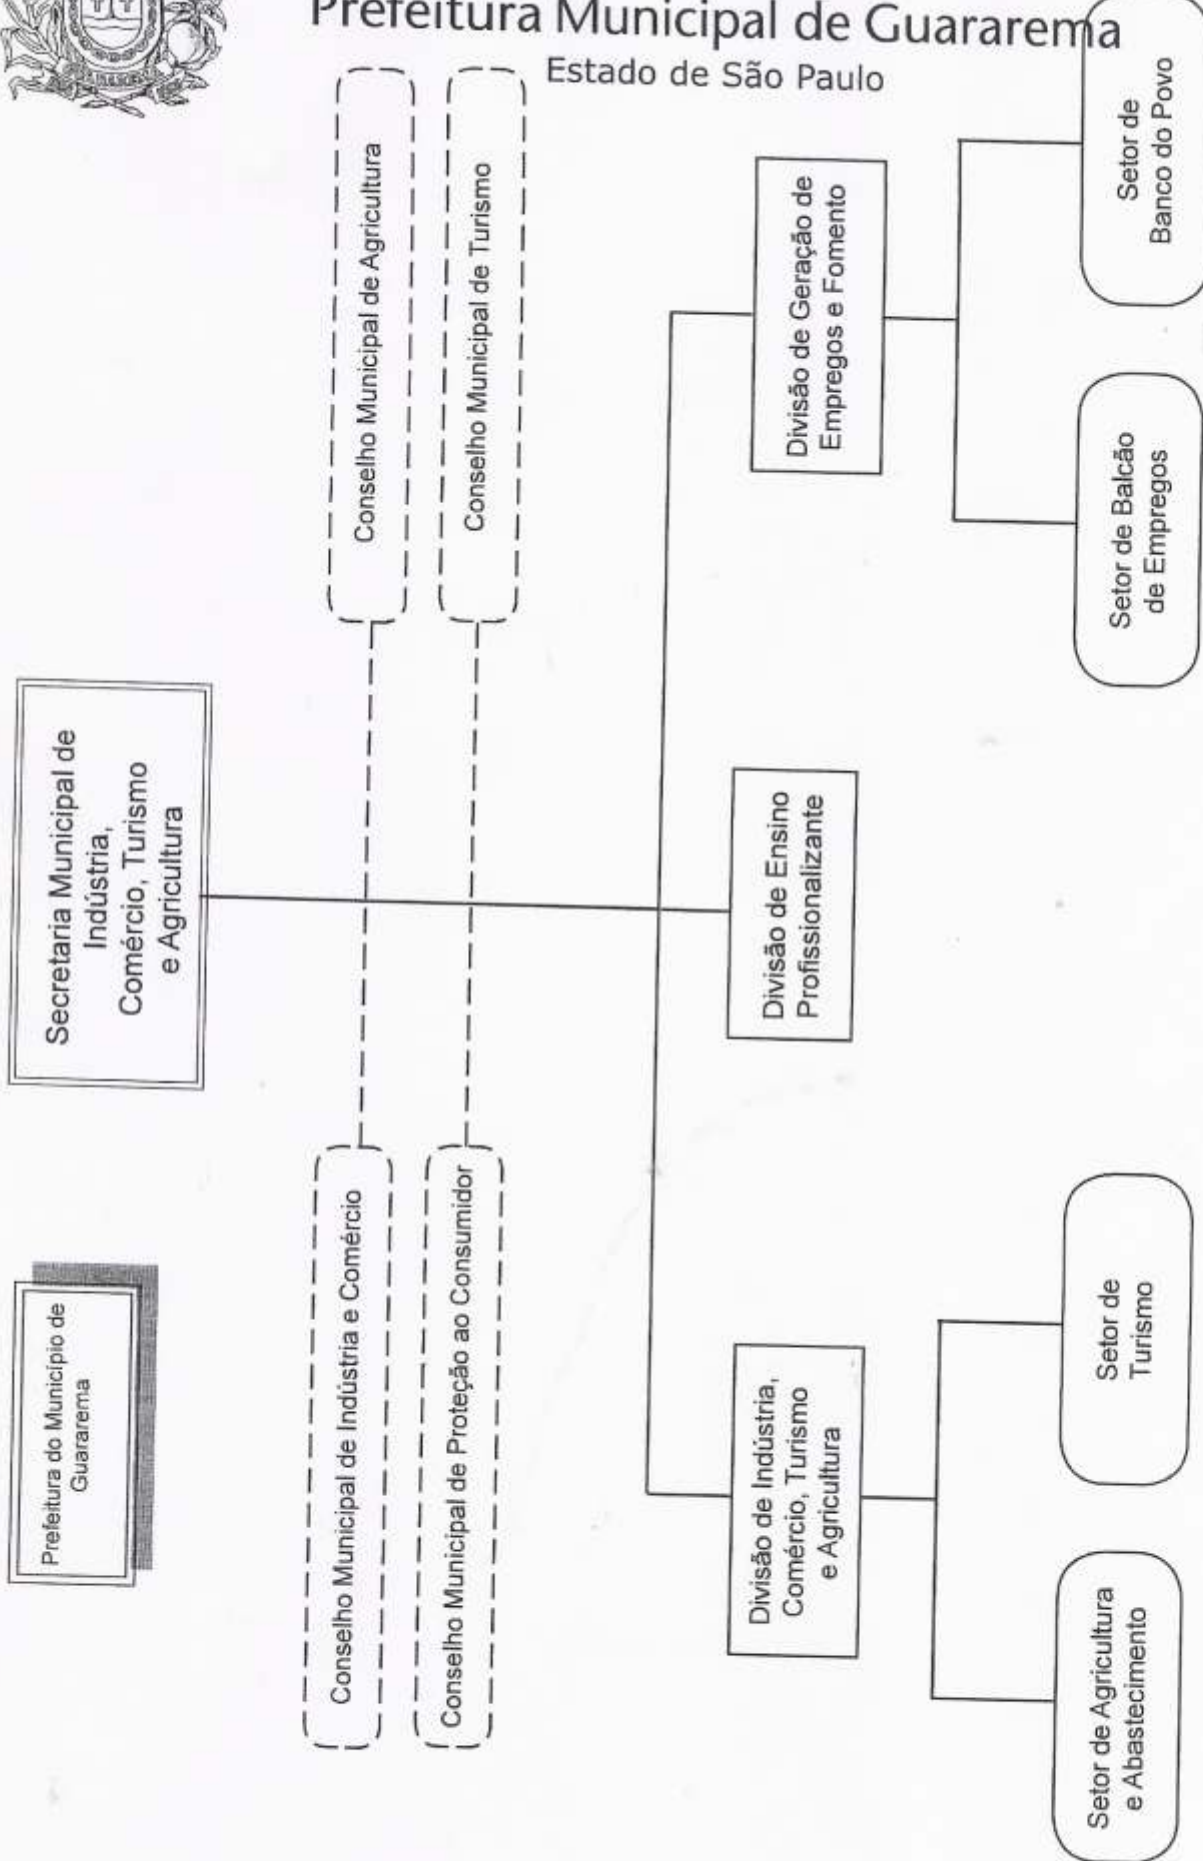 Prefeitura Municipal de Guararema
Estado de São Paulo
Prefeitura do Município de
Guararema
Secretaria Municipal de
Indústria,
Comércio, Turismo
e Agricultura
Conselho Municipal de Indústria e Comércio
Conselho Municipal de Agricultura
Conselho Municipal de Proteção ao Consumidor
Conselho Municipal de Turismo
Divisão de Indústria,
Comércio, Turismo
e Agricultura
Divisão de Ensino
Profissionalizante
Divisão de Geração de
Empregos e Fomento
Setor de Agricultura
e Abastecimento
Setor de
Turismo
Setor de Balcão
de Empregos
Setor de
Banco do Povo